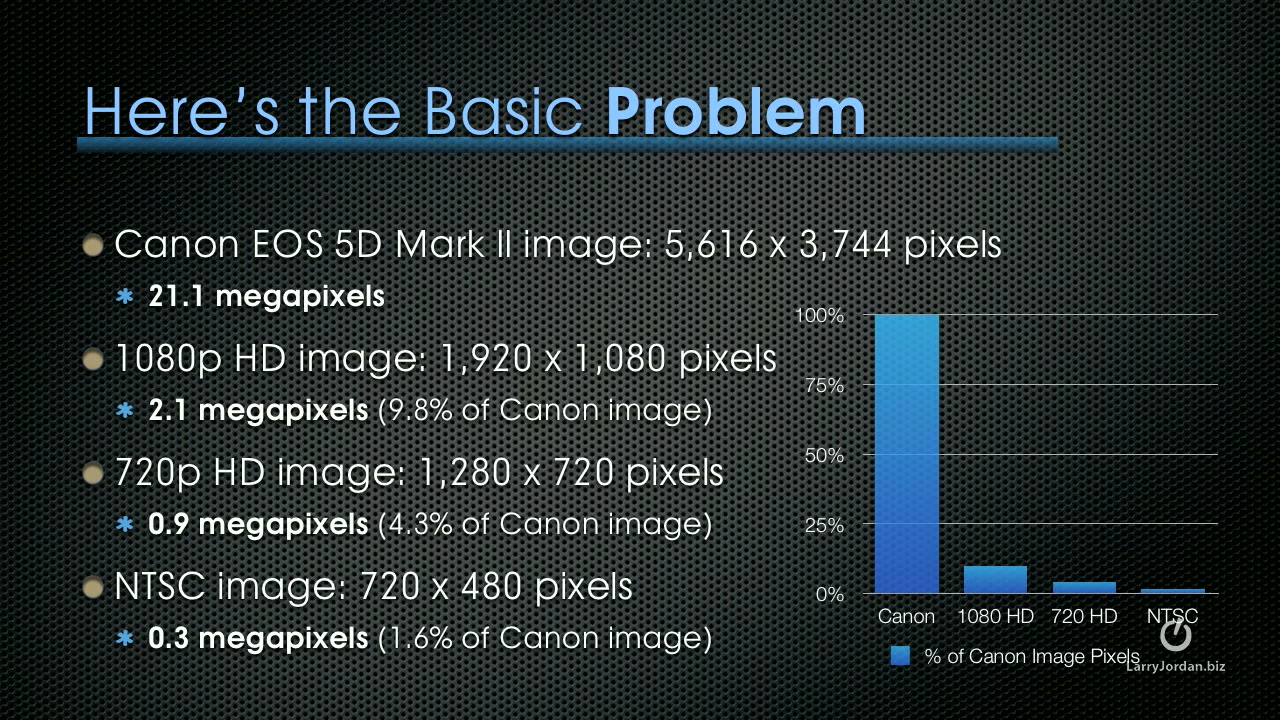 Here's the Basic Problem
Canon EOS 5D Mark II image: 5,616 x 3,744 pixels
21.1 megapixels
1080p HD image: 1,920 x 1,080 pixels
2.1 megapixels (9.8% of Canon image)
720p HD image: 1,280 x 720 pixels
0.9 megapixels (4.3% of Canon image)
NTSC image: 720 x 480 pixels
0.3 megapixels (1.6% of Canon image)
100%
75%
50%
25%
0%
Canon 1080 HD 720 HD NTSC
% of Canon Image Pixels
LarryJordan.biz